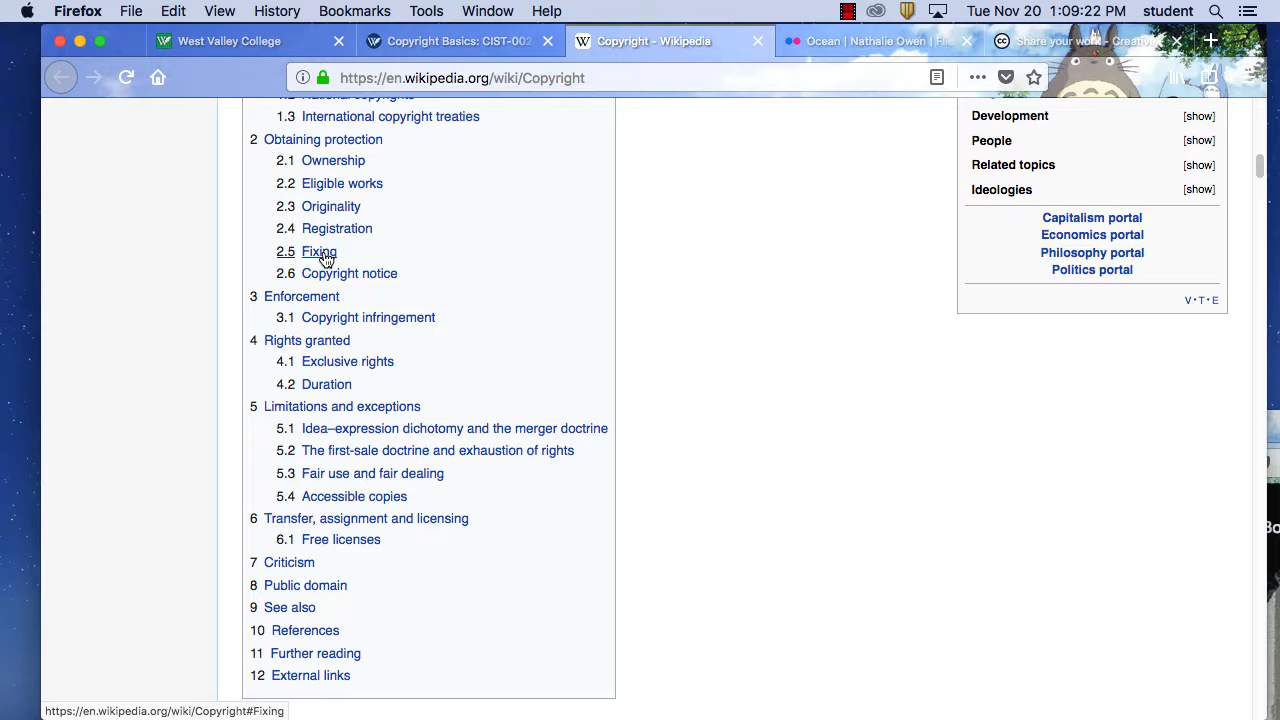 Firefox File Edit View History Bookmarks Tools Window Help Tue Nov 20 1:09:22 PM student
West Valley College Copyright Basics: CIST-002 Copyright - Wikipedia Ocean | Nathalie Owen | Share your work - Creative
https://en.wikipedia.org/wiki/Copyright
1.3 International copyright treaties
2 Obtaining protection
2.1 Ownership
2.2 Eligible works
2.3 Originality
2.4 Registration
2.5 Fixing
2.6 Copyright notice
3 Enforcement
3.1 Copyright infringement
4 Rights granted
4.1 Exclusive rights
4.2 Duration
5 Limitations and exceptions
5.1 Idea–expression dichotomy and the merger doctrine
5.2 The first-sale doctrine and exhaustion of rights
5.3 Fair use and fair dealing
5.4 Accessible copies
6 Transfer, assignment and licensing
6.1 Free licenses
7 Criticism
8 Public domain
9 See also
10 References
11 Further reading
12 External links
Development [show]
People [show]
Related topics [show]
Ideologies [show]
Capitalism portal
Economics portal
Philosophy portal
Politics portal
V · T · E
https://en.wikipedia.org/wiki/Copyright#Fixing